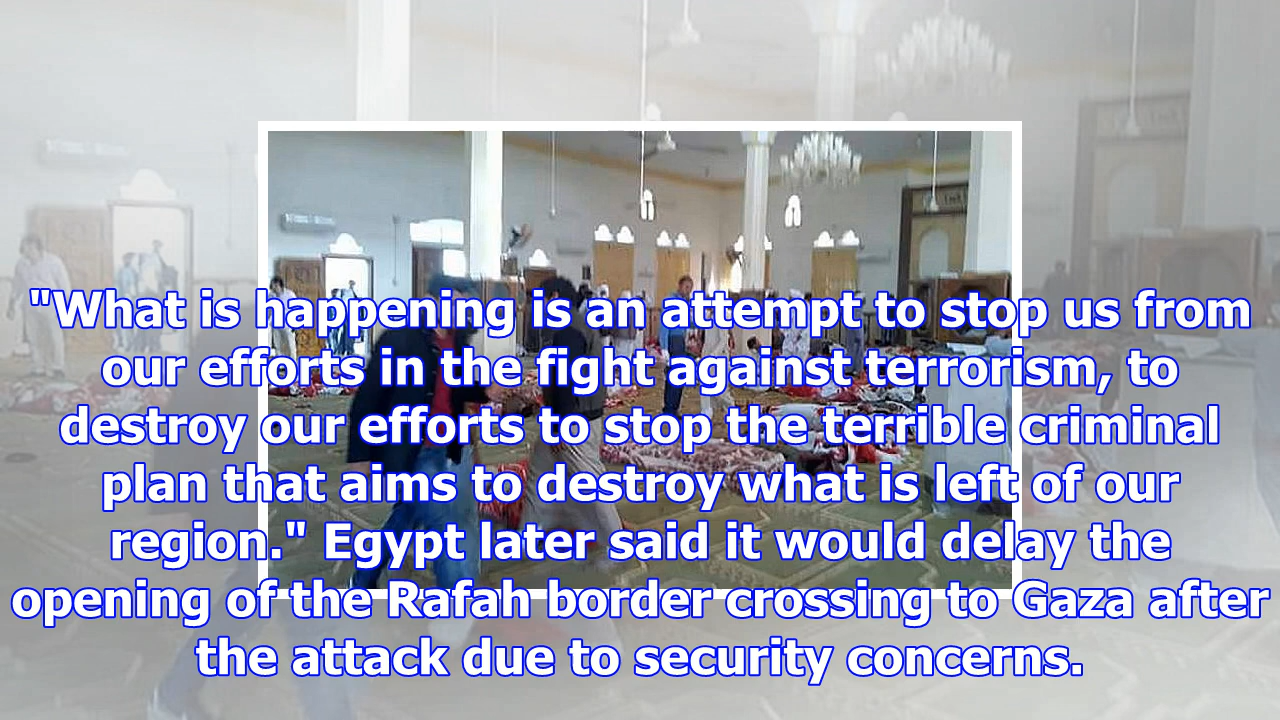 "What is happening is an attempt to stop us from
our efforts in the fight against terrorism, to
destroy our efforts to stop the terrible criminal
plan that aims to destroy what is left of our
region." Egypt later said it would delay the
opening of the Rafah border crossing to Gaza after
the attack due to security concerns.